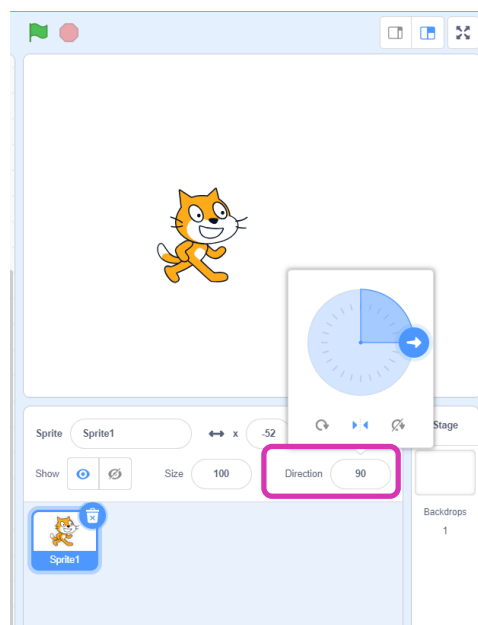 Sprite Sprite1 x -52 Stage
Show Size 100 Direction 90
Backdrops
1
Sprite1